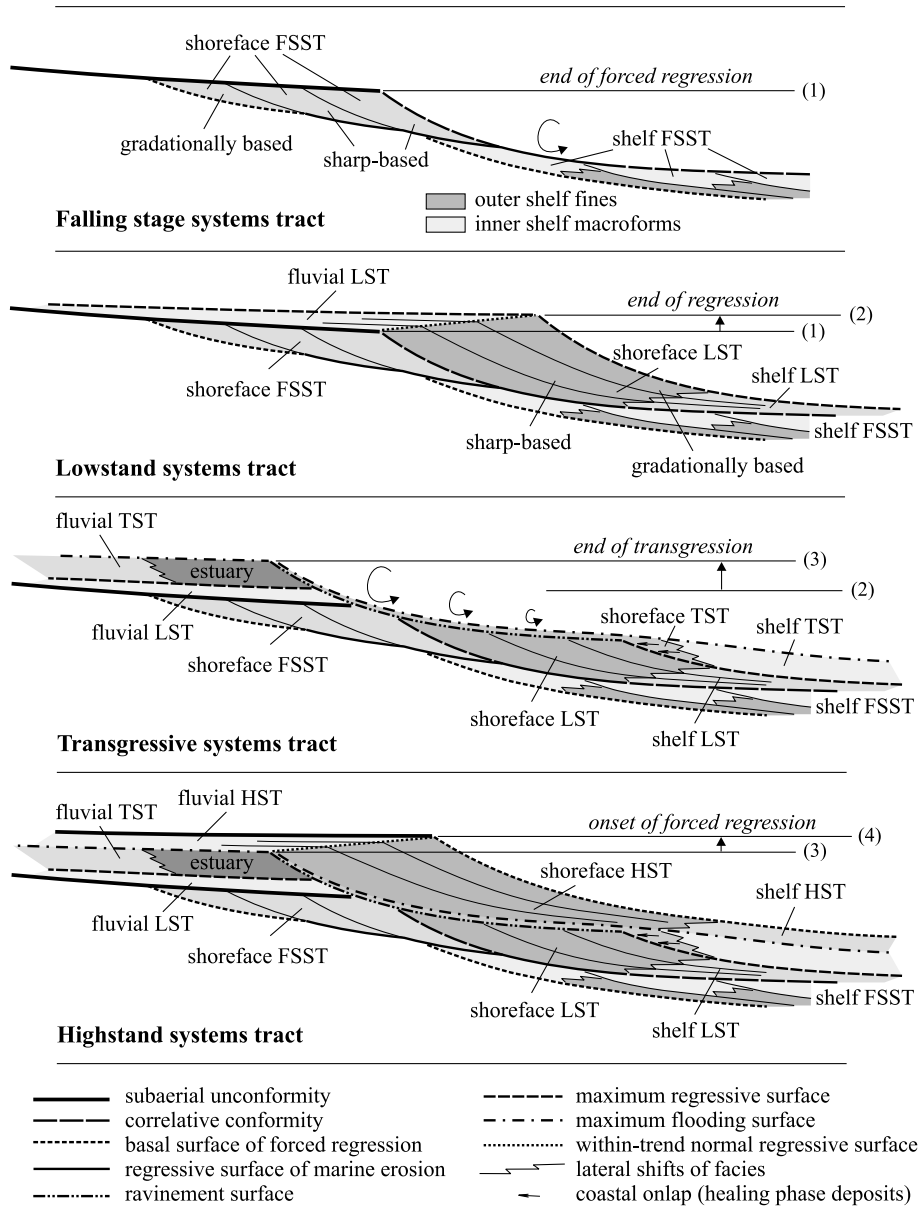 shoreface FSST
end of forced regression
(1)
gradationally based
sharp-based
shelf FSST
outer shelf fines
inner shelf macroforms
Falling stage systems tract
fluvial LST
end of regression
(2)
(1)
shoreface LST
shoreface FSST
shelf LST
sharp-based
shelf FSST
gradationally based
Lowstand systems tract
fluvial TST
end of transgression
(3)
estuary
(2)
shoreface TST
fluvial LST
shelf TST
shoreface FSST
shoreface LST
shelf FSST
shelf LST
Transgressive systems tract
fluvial HST
fluvial TST
onset of forced regression
(4)
(3)
estuary
shoreface HST
shelf HST
fluvial LST
shoreface FSST
shoreface LST
shelf FSST
shelf LST
Highstand systems tract
subaerial unconformity
correlative conformity
basal surface of forced regression
regressive surface of marine erosion
ravinement surface
maximum regressive surface
maximum flooding surface
within-trend normal regressive surface
lateral shifts of facies
coastal onlap (healing phase deposits)